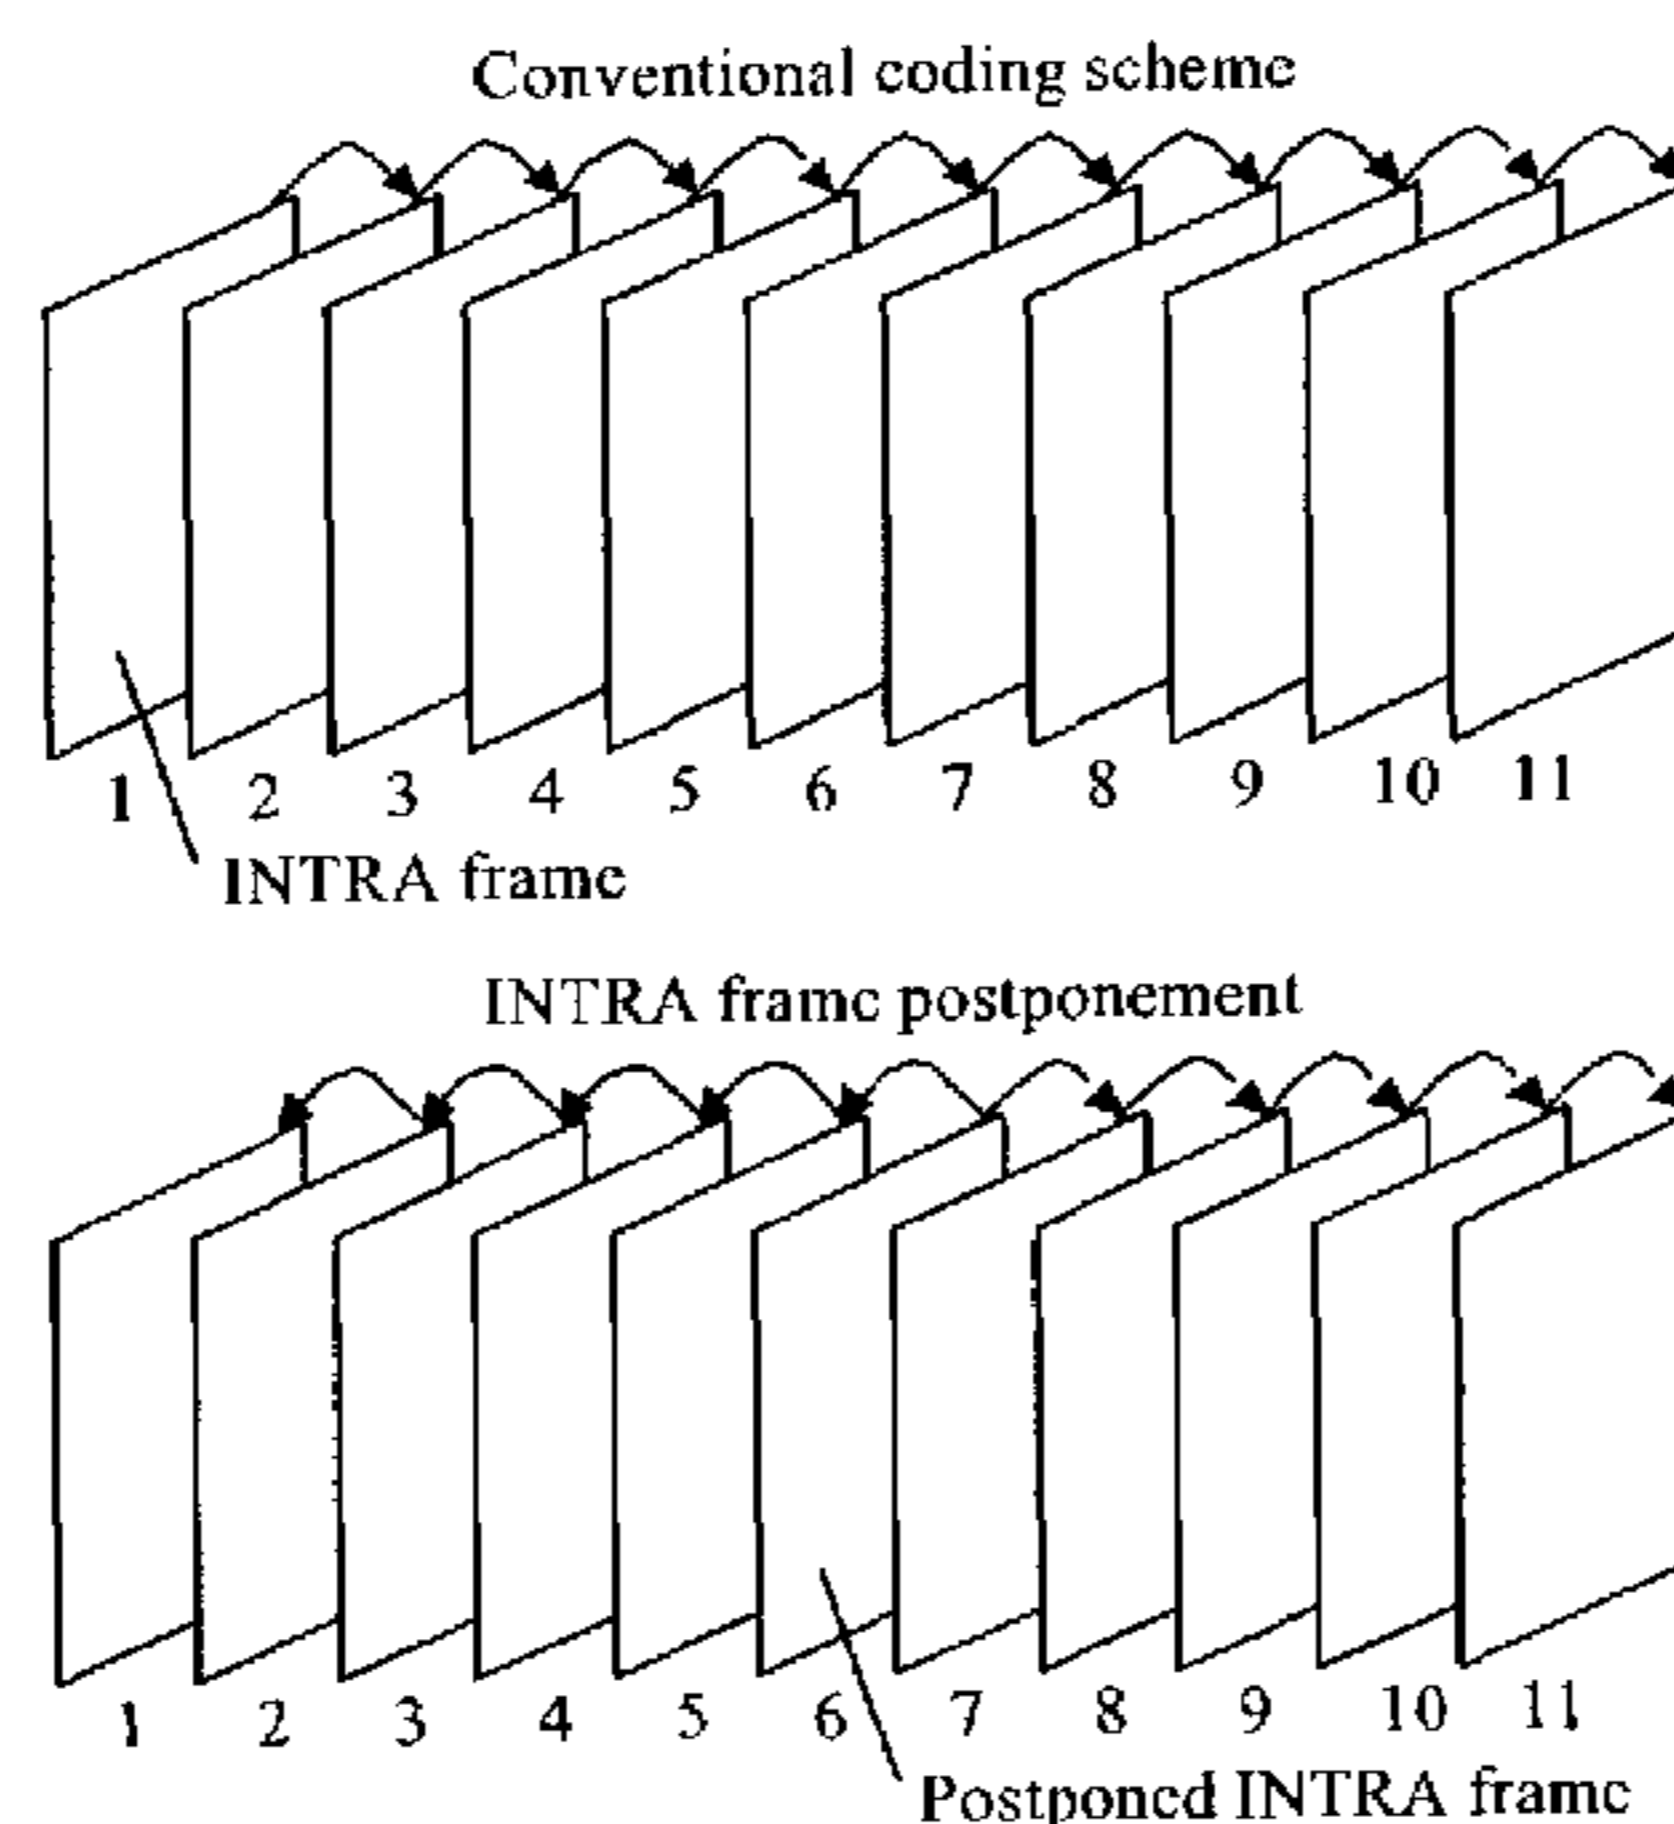 Conventional coding scheme
1 2 3 4 5 6 7 8 9 10 11
INTRA frame
INTRA frame postponement
1 2 3 4 5 6 7 8 9 10 11
Postponed INTRA frame